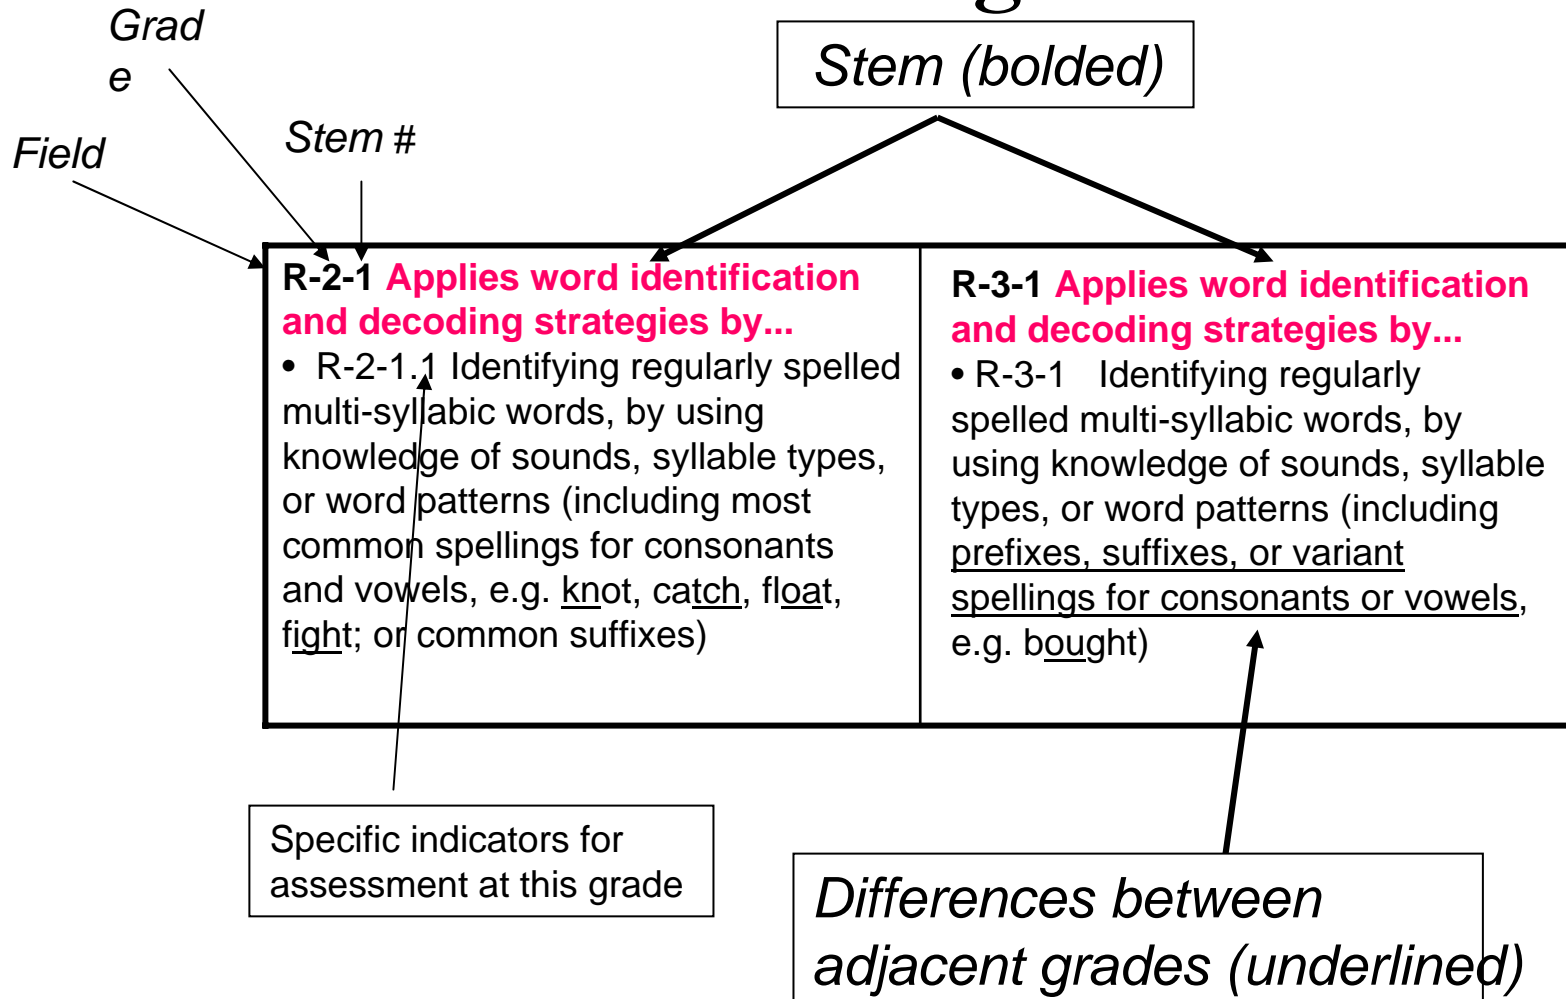 Grad
e
Stem (bolded)
Stem #
Field
R-2-1 Applies word identification
and decoding strategies by...
• R-2-1.1 Identifying regularly spelled
multi-syllabic words, by using
knowledge of sounds, syllable types,
or word patterns (including most
common spellings for consonants
and vowels, e.g. knot, catch, float,
fight; or common suffixes)
R-3-1 Applies word identification
and decoding strategies by...
• R-3-1 Identifying regularly
spelled multi-syllabic words, by
using knowledge of sounds, syllable
types, or word patterns (including
prefixes, suffixes, or variant
spellings for consonants or vowels,
e.g. bought)
Specific indicators for
assessment at this grade
Differences between
adjacent grades (underlined)